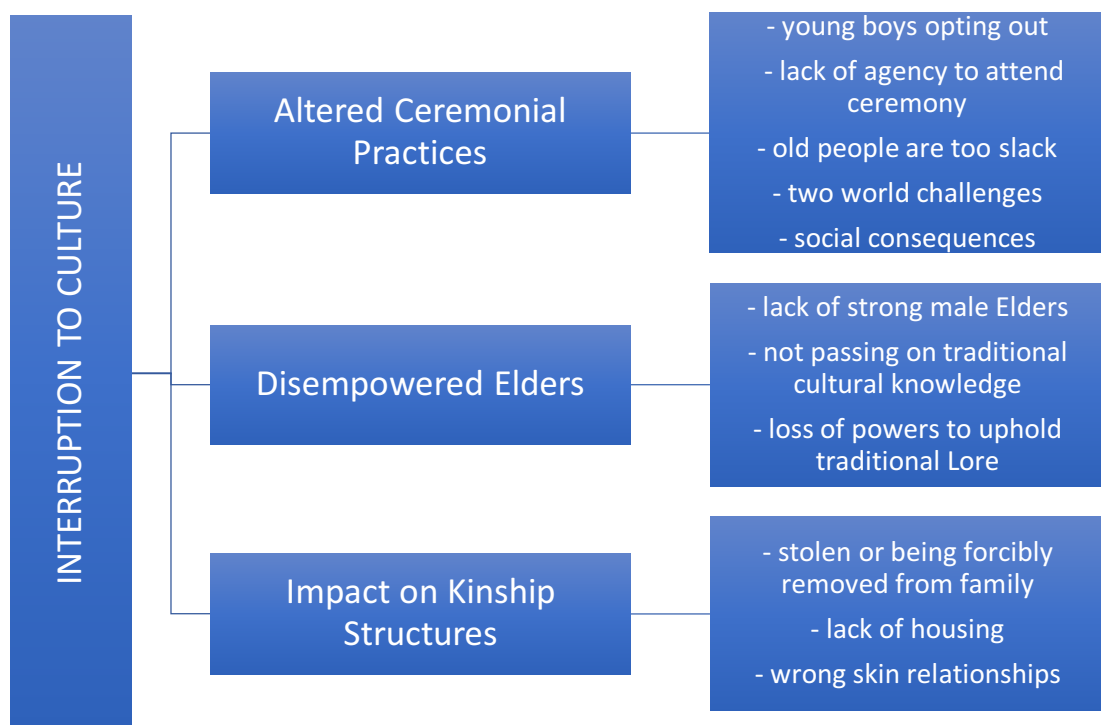 INTERRUPTION TO CULTURE
Altered Ceremonial
Practices
- young boys opting out
- lack of agency to attend
ceremony
- old people are too slack
- two world challenges
- social consequences
Disempowered Elders
- lack of strong male Elders
- not passing on traditional
cultural knowledge
- loss of powers to uphold
traditional Lore
Impact on Kinship
Structures
- stolen or being forcibly
removed from family
- lack of housing
- wrong skin relationships